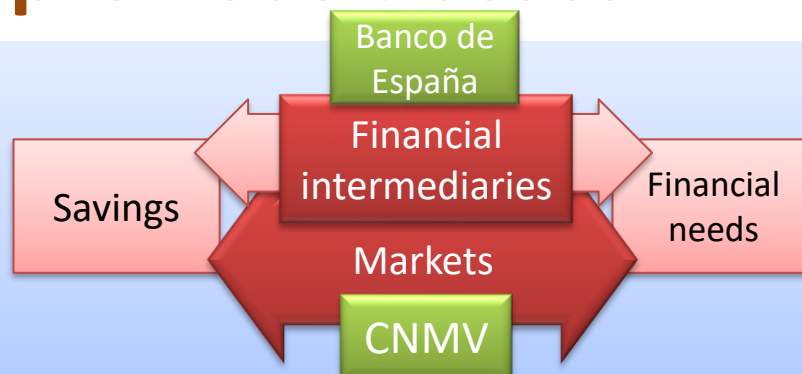 Banco de
España
Financial
intermediaries
Savings
Financial
needs
Markets
CNMV